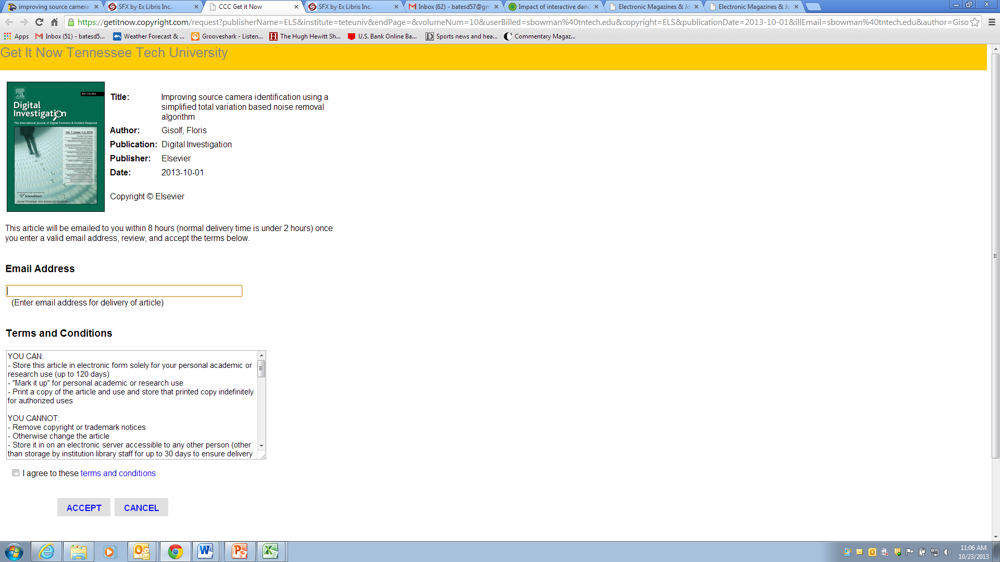 improving source camera
SFX by Ex Libris Inc.
CCC Get it Now
SFX by Ex Libris Inc.
Inbox (62) - batesd57@gm
Impact of interactive danc
Electronic Magazines & Jo
Electronic Magazines & Jo
https://getitnow.copyright.com/request?publisherName=ELS&institute=teteuniv&endPage=&volumeNum=10&userBilled=sbowman%40tntech.edu&copyright=ELS&publicationDate=2013-10-01&illEmail=sbowman%40tntech.edu&author=Giso
Apps
Inbox (51) - batesd5...
Weather Forecast & ...
Grooveshark - Listen...
The Hugh Hewitt Sh...
U.S. Bank Online Ba...
Sports news and hea...
Commentary Magaz...
Get It Now Tennessee Tech University
Digital
Investigation
The International Journal of Digital Forensics & Incident Response
Vol. 7, Issues 1-2, 2010
GUILTY?
ScienceDirect
Title: Improving source camera identification using a
simplified total variation based noise removal
algorithm
Author: Gisolf, Floris
Publication: Digital Investigation
Publisher: Elsevier
Date: 2013-10-01
Copyright © Elsevier
This article will be emailed to you within 8 hours (normal delivery time is under 2 hours) once
you enter a valid email address, review, and accept the terms below.
Email Address
(Enter email address for delivery of article)
Terms and Conditions
YOU CAN:
- Store this article in electronic form solely for your personal academic or
research use (up to 120 days)
- "Mark it up" for personal academic or research use
- Print a copy of the article and use and store that printed copy indefinitely
for authorized uses
YOU CANNOT:
- Remove copyright or trademark notices
- Otherwise change the article
- Store it in on an electronic server accessible to any other person (other
than storage by institution library staff for up to 30 days to ensure delivery
I agree to these terms and conditions
ACCEPT
CANCEL
11:06 AM
10/23/2013